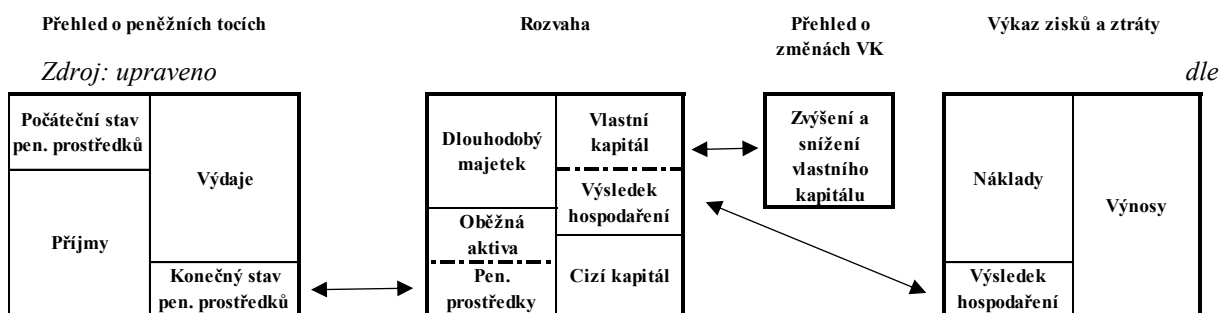 Přehled o peněžních tocích
Rozvaha
Přehled o
změnách VK
Výkaz zisků a ztráty
Zdroj: upraveno
dle
Počáteční stav
pen. prostředků
Příjmy
Výdaje
Konečný stav
pen. prostředků
Dlouhodobý
majetek
Oběžná
aktiva
Pen.
prostředky
Vlastní
kapitál
Výsledek
hospodaření
Cizí kapitál
Zvýšení a
snížení
vlastního
kapitálu
Náklady
Výsledek
hospodaření
Výnosy